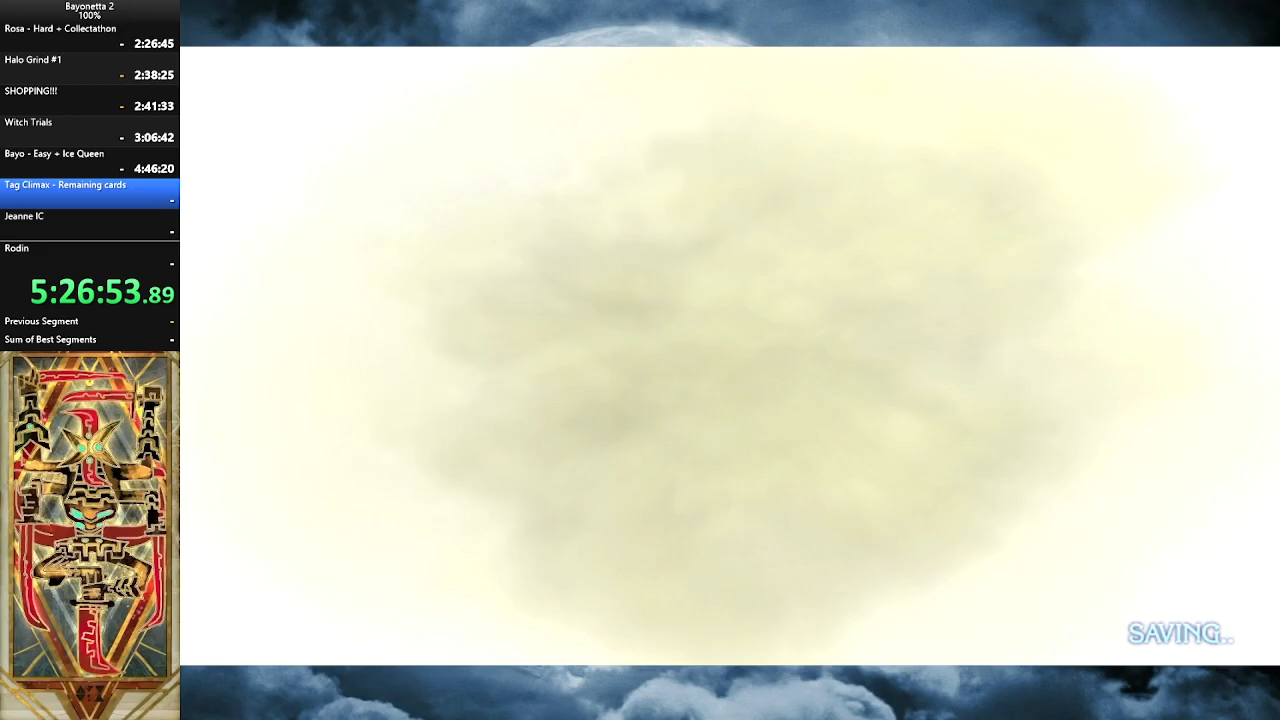 Bayonetta 2
100%
Rosa - Hard + Collectathon
- 2:26:45
Halo Grind #1
- 2:38:25
SHOPPING!!!
- 2:41:33
Witch Trials
- 3:06:42
Bayo - Easy + Ice Queen
- 4:46:20
Tag Climax - Remaining cards
-
Jeanne IC
-
Rodin
-
5:26:53.89
Previous Segment -
Sum of Best Segments -
SAVING..